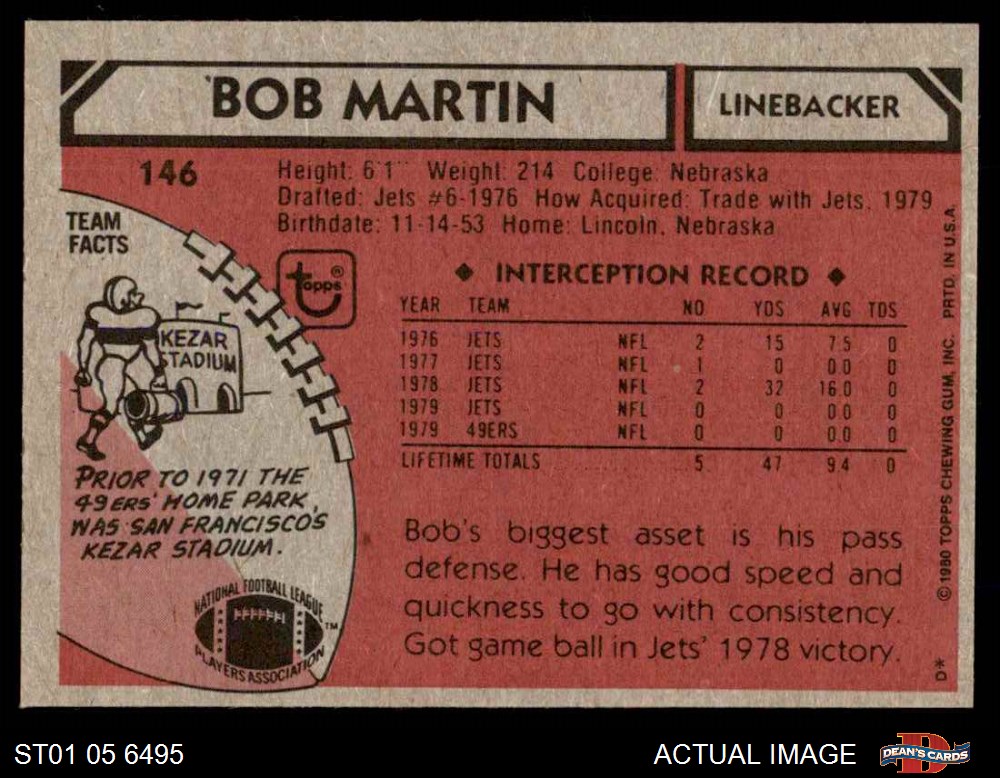 BOB MARTIN
LINEBACKER
146
Height: 6'1" Weight: 214 College: Nebraska
Drafted: Jets #6-1976 How Acquired: Trade with Jets, 1979
Birthdate: 11-14-53 Home: Lincoln, Nebraska
TEAM
FACTS
topps®
KEZAR
STADIUM
PRIOR TO 1971 THE
49ERS' HOME PARK
WAS SAN FRANCISCO'S
KEZAR STADIUM.
NATIONAL FOOTBALL LEAGUE
PLAYERS ASSOCIATION
TM
◆ INTERCEPTION RECORD ◆
YEAR TEAM NO YDS AVG TDS
1976 JETS NFL 2 15 7.5 0
1977 JETS NFL 1 0 0.0 0
1978 JETS NFL 2 32 16.0 0
1979 JETS NFL 0 0 0.0 0
1979 49ERS NFL 0 0 0.0 0
LIFETIME TOTALS 5 47 9.4 0
Bob's biggest asset is his pass
defense. He has good speed and
quickness to go with consistency.
Got game ball in Jets' 1978 victory.
D* © 1980 TOPPS CHEWING GUM, INC. PRTD. IN U.S.A.
ST01 05 6495
ACTUAL IMAGE
DEAN'S CARDS